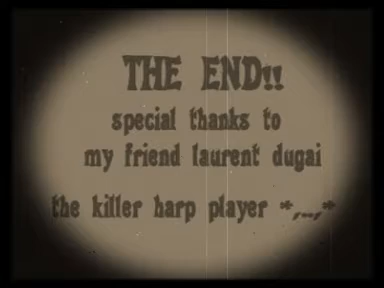 THE END!!
special thanks to
my friend laurent dugai
the killer harp player *,..,*